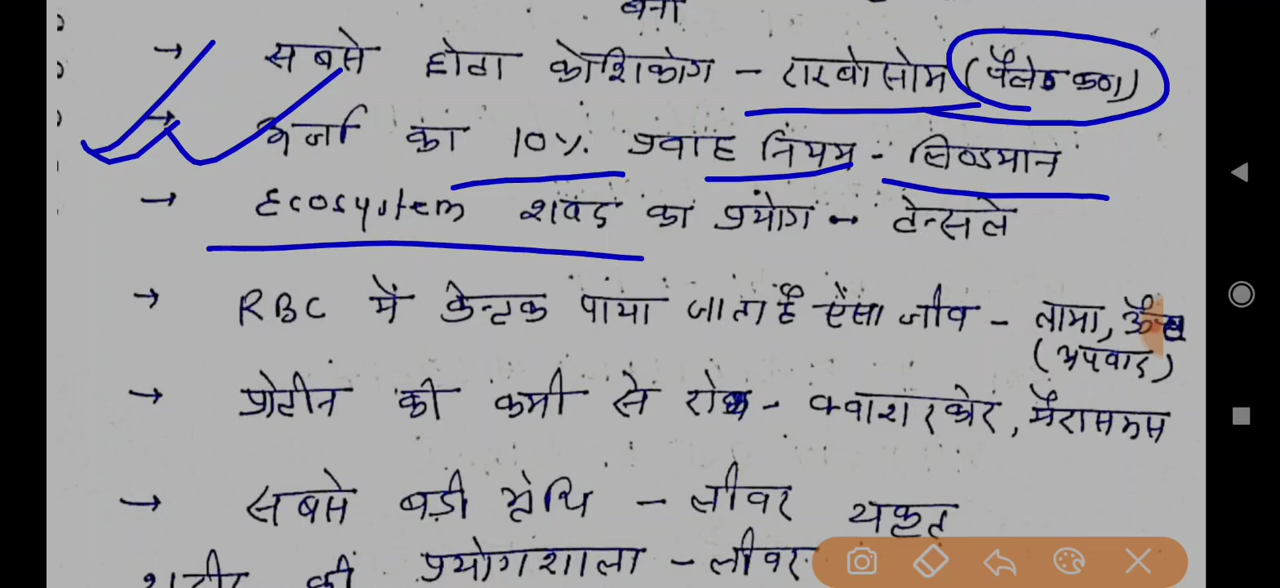 बना
→ सबसे छोटा कोशिकांग - राइबोसोम (पैलेड कण)
→ ऊर्जा का 10% प्रवाह नियम - लिण्डमान
→ Ecosystem शब्द का प्रयोग - टेन्सले
→ RBC में केन्द्रक पाया जाता है ऐसा जीव - लामा, ऊँट
(अपवाद)
→ प्रोटीन की कमी से रोग - क्वाशरकोर, मैरासमस
→ सबसे बड़ी ग्रंथि - लीवर यकृत
शरीर की प्रयोगशाला - लीवर